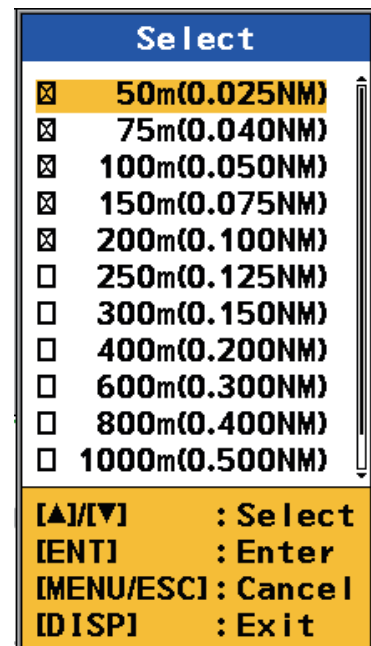 Select
☒ 50m(0.025NM)
☒ 75m(0.040NM)
☒ 100m(0.050NM)
☒ 150m(0.075NM)
☒ 200m(0.100NM)
☐ 250m(0.125NM)
☐ 300m(0.150NM)
☐ 400m(0.200NM)
☐ 600m(0.300NM)
☐ 800m(0.400NM)
☐ 1000m(0.500NM)
[▲]/[▼] : Select
[ENT] : Enter
[MENU/ESC] : Cancel
[DISP] : Exit